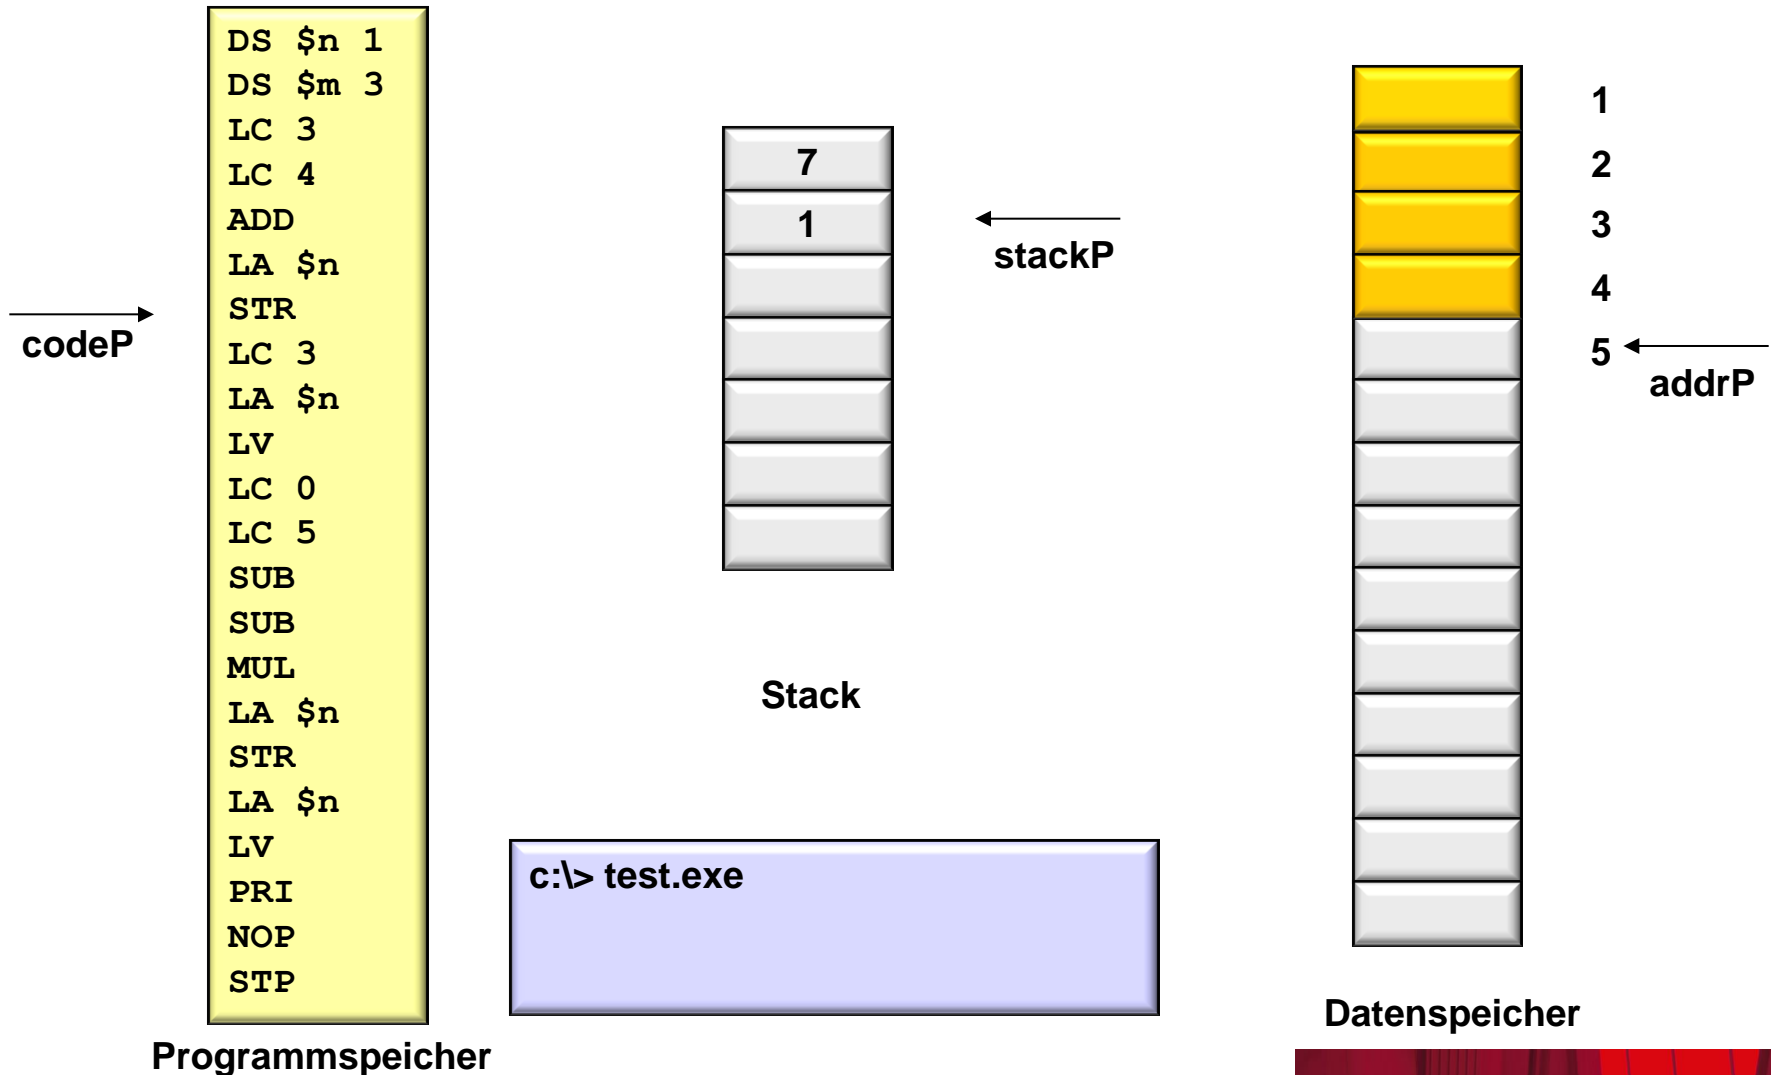 DS $n 1
DS $m 3
LC 3
LC 4
ADD
LA $n
STR
LC 3
LA $n
LV
LC 0
LC 5
SUB
SUB
MUL
LA $n
STR
LA $n
LV
PRI
NOP
STP
codeP
Programmspeicher
7
1
stackP
Stack
c:\> test.exe
1
2
3
4
5
addrP
Datenspeicher